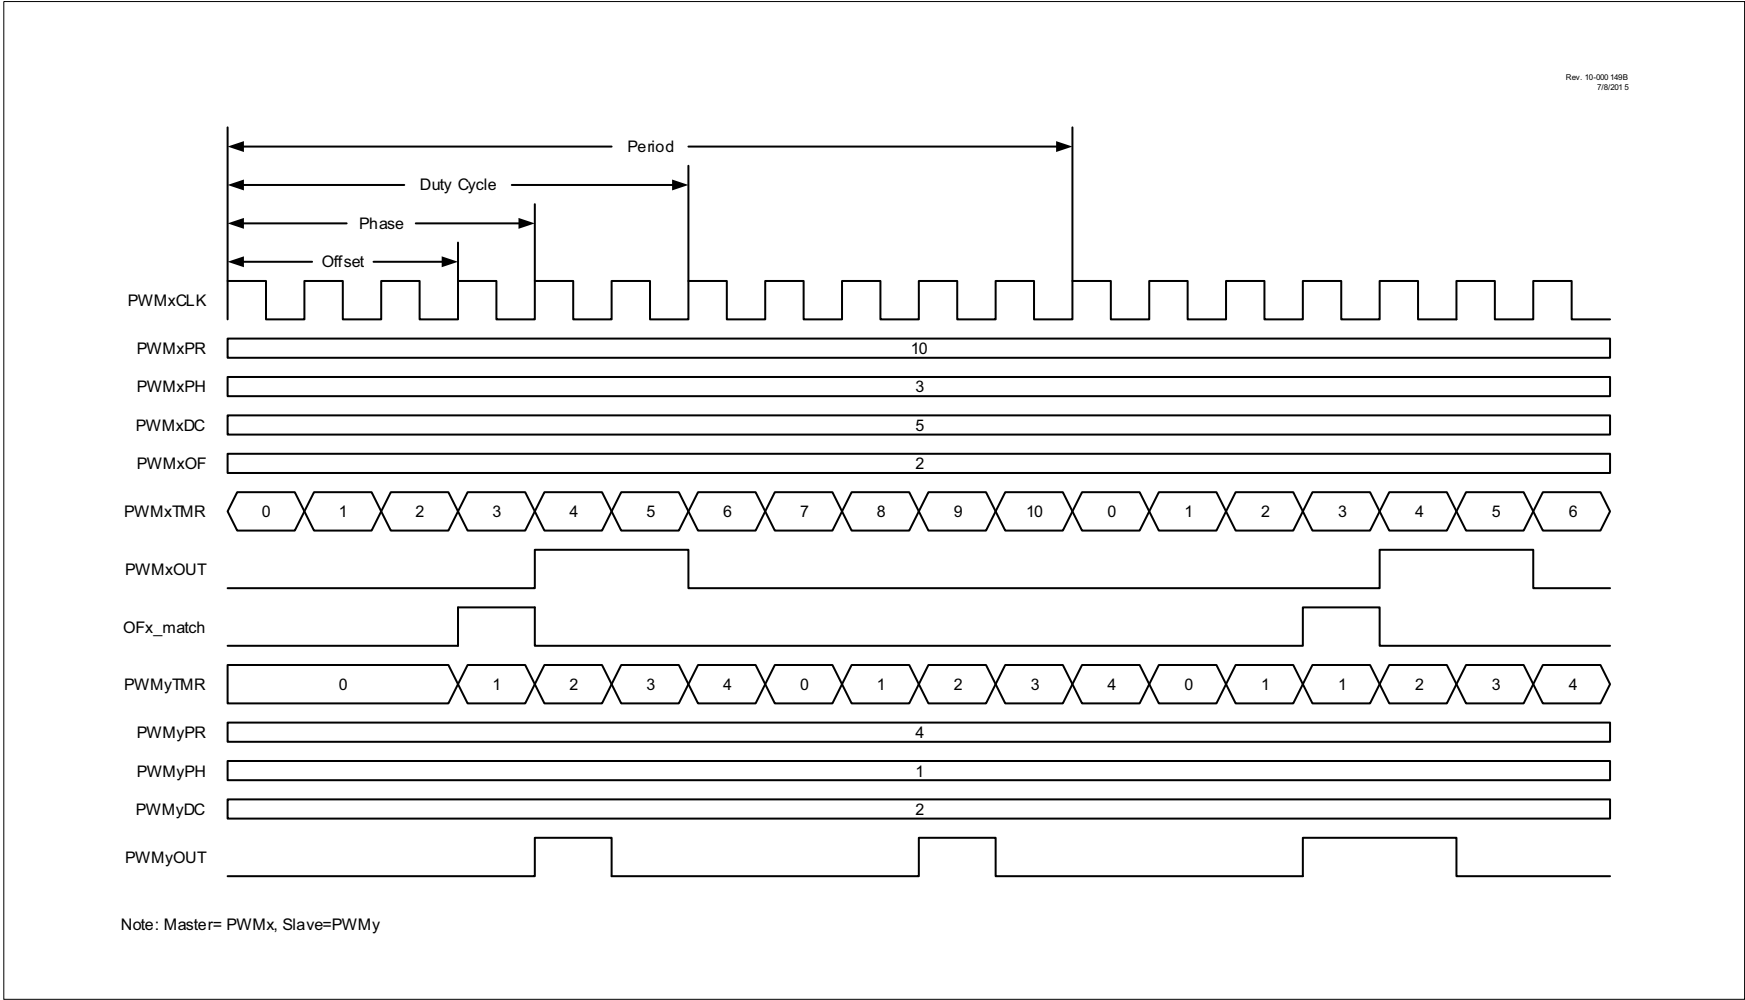 Rev. 10-000 149B
7/8/201 5
Period
Duty Cycle
Phase
Offset
PWMxCLK
PWMxPR 10
PWMxPH 3
PWMxDC 5
PWMxOF 2
PWMxTMR 0 1 2 3 4 5 6 7 8 9 10 0 1 2 3 4 5 6
PWMxOUT
OFx_match
PWMyTMR 0 1 2 3 4 0 1 2 3 4 0 1 1 2 3 4
PWMyPR 4
PWMyPH 1
PWMyDC 2
PWMyOUT
Note: Master= PWMx, Slave=PWMy